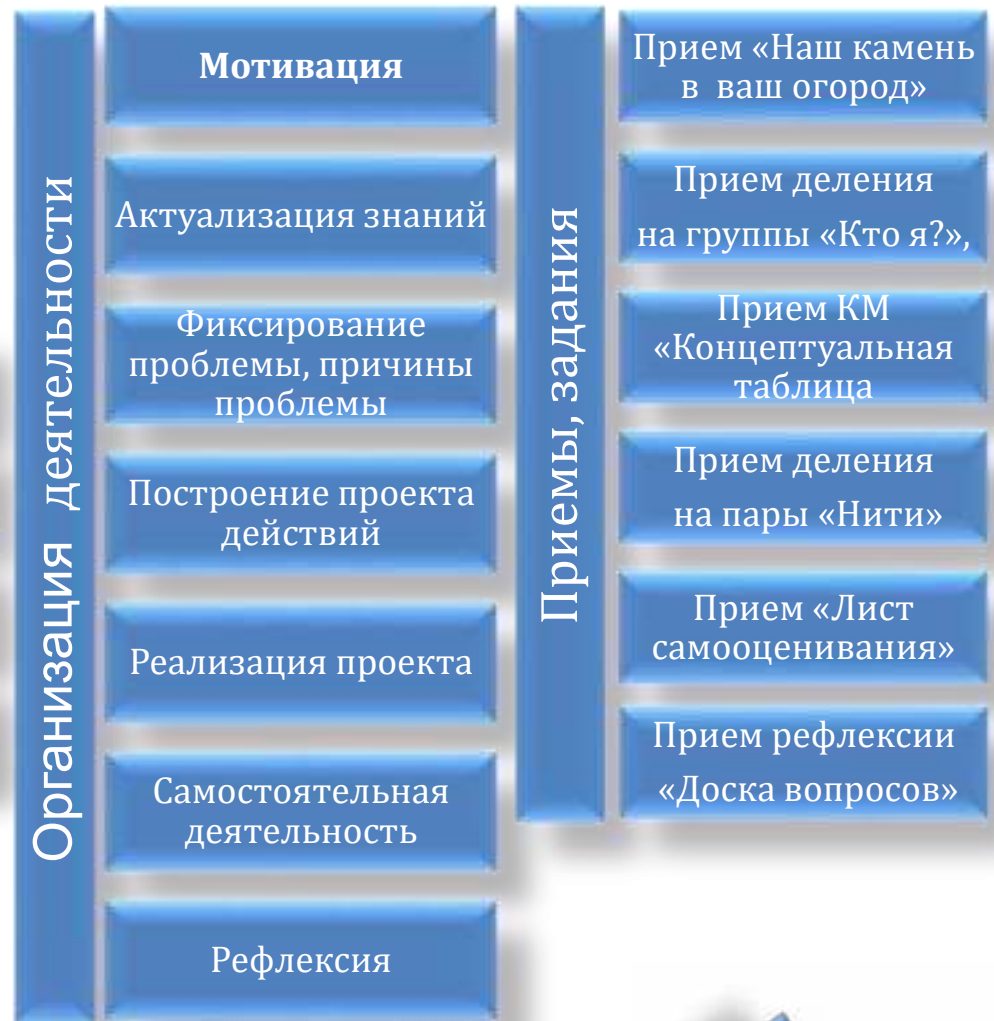 Организация деятельности
Мотивация
Актуализация знаний
Фиксирование
проблемы, причины
проблемы
Построение проекта
действий
Реализация проекта
Самостоятельная
деятельность
Рефлексия
Приемы, задания
Прием «Наш камень
в ваш огород»
Прием деления
на группы «Кто я?»,
Прием КМ
«Концептуальная
таблица
Прием деления
на пары «Нити»
Прием «Лист
самооценивания»
Прием рефлексии
«Доска вопросов»